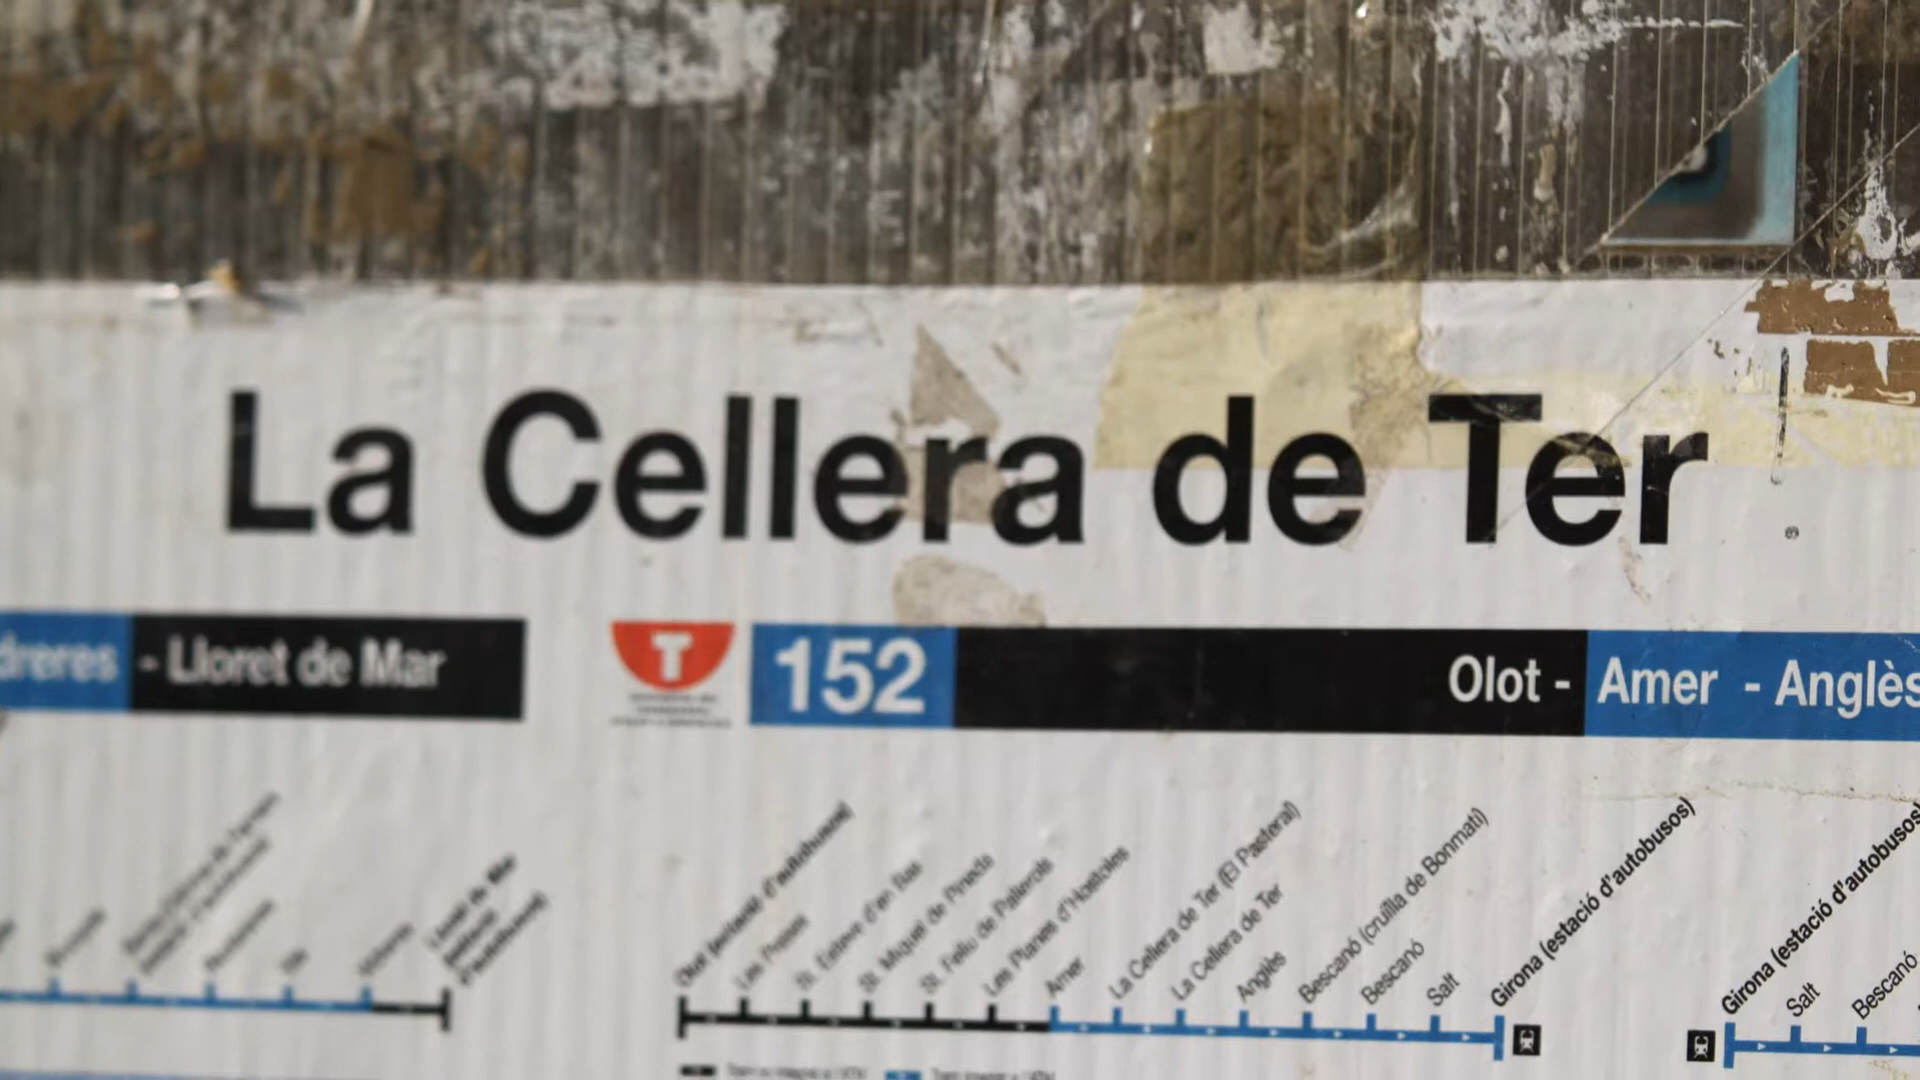 La Cellera de Ter
dreres - Lloret de Mar
T 152 Olot - Amer - Anglès
Olot (estació d'autobusos)
Les Preses
St. Esteve d'en Bas
St. Miquel de Pineda
St. Feliu de Pallerols
Les Planes d'Hostoles
Amer
La Cellera de Ter (El Pasteral)
La Cellera de Ter
Anglès
Bescanó (cruïlla de Bonmatí)
Bescanó
Salt
Girona (estació d'autobusos)
Girona (estació d'autobusos)
Salt
Bescanó